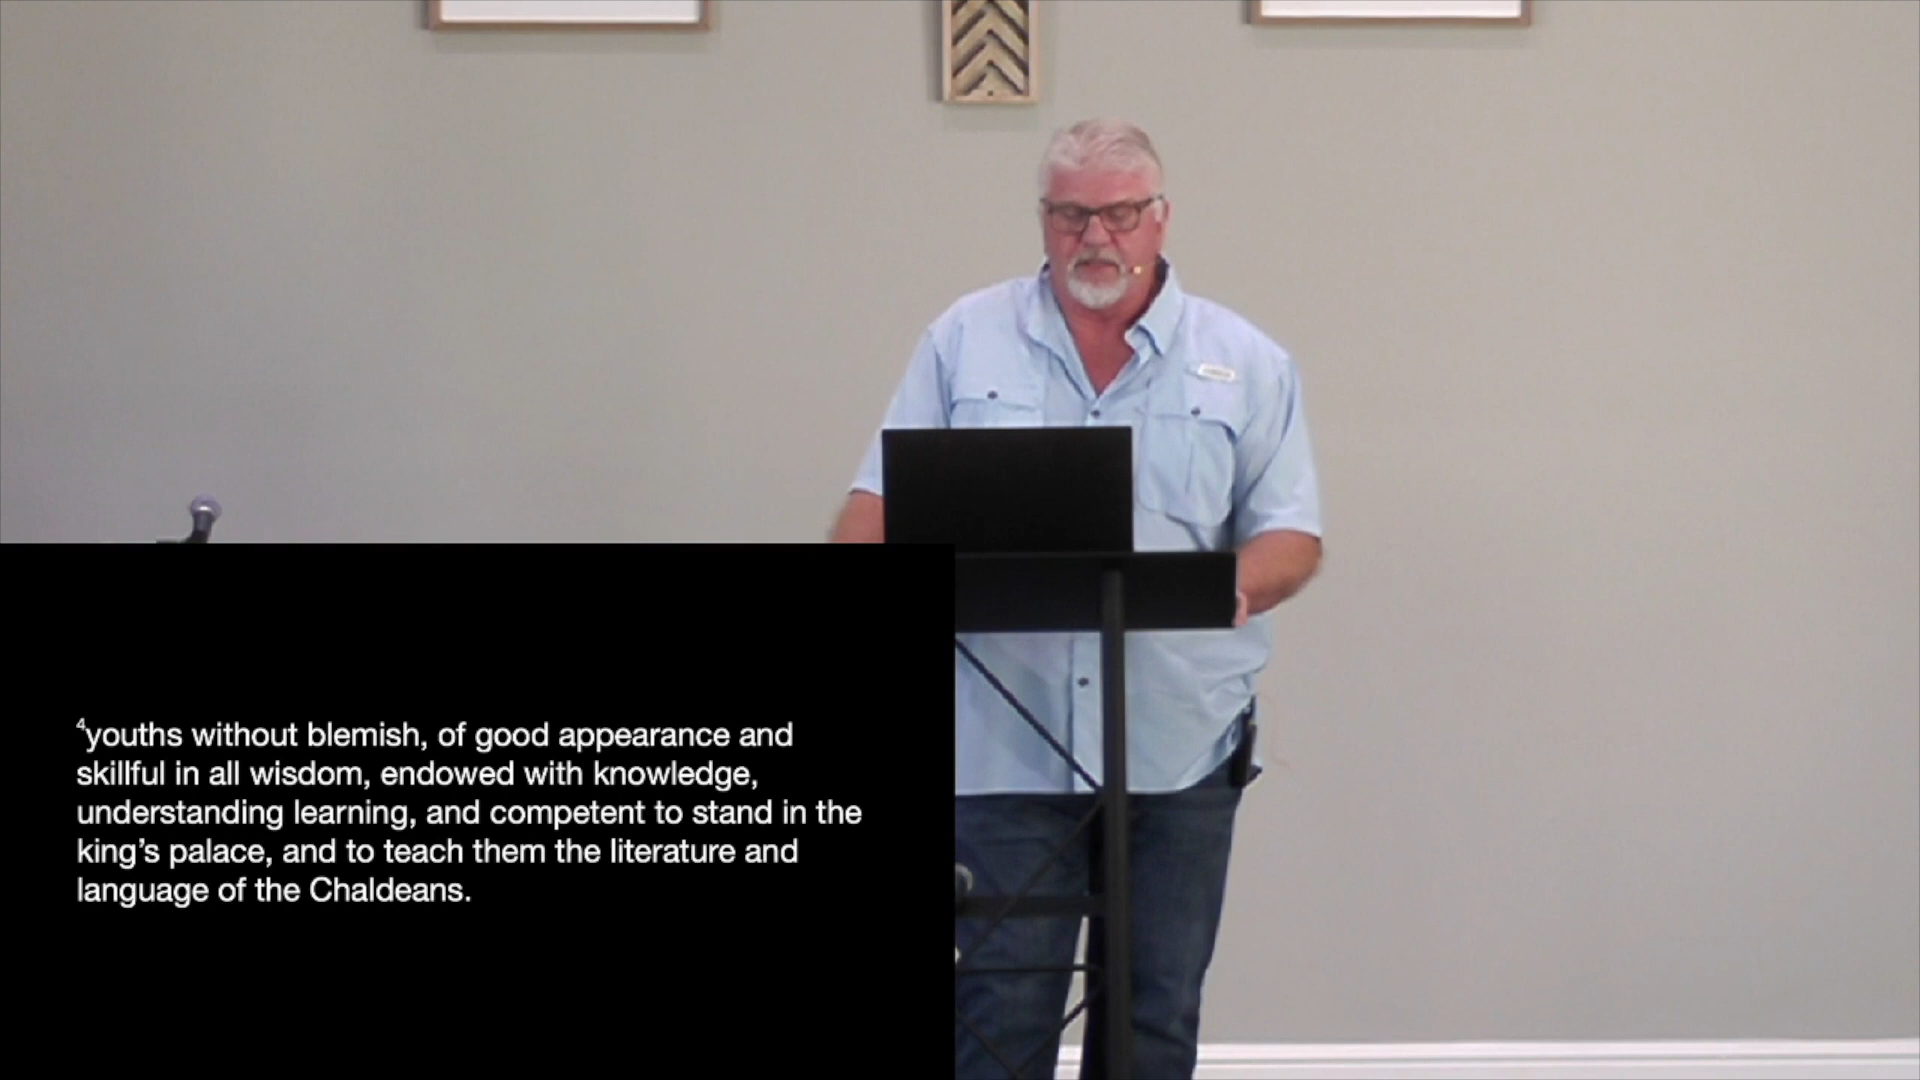 ⁴youths without blemish, of good appearance and
skillful in all wisdom, endowed with knowledge,
understanding learning, and competent to stand in the
king’s palace, and to teach them the literature and
language of the Chaldeans.